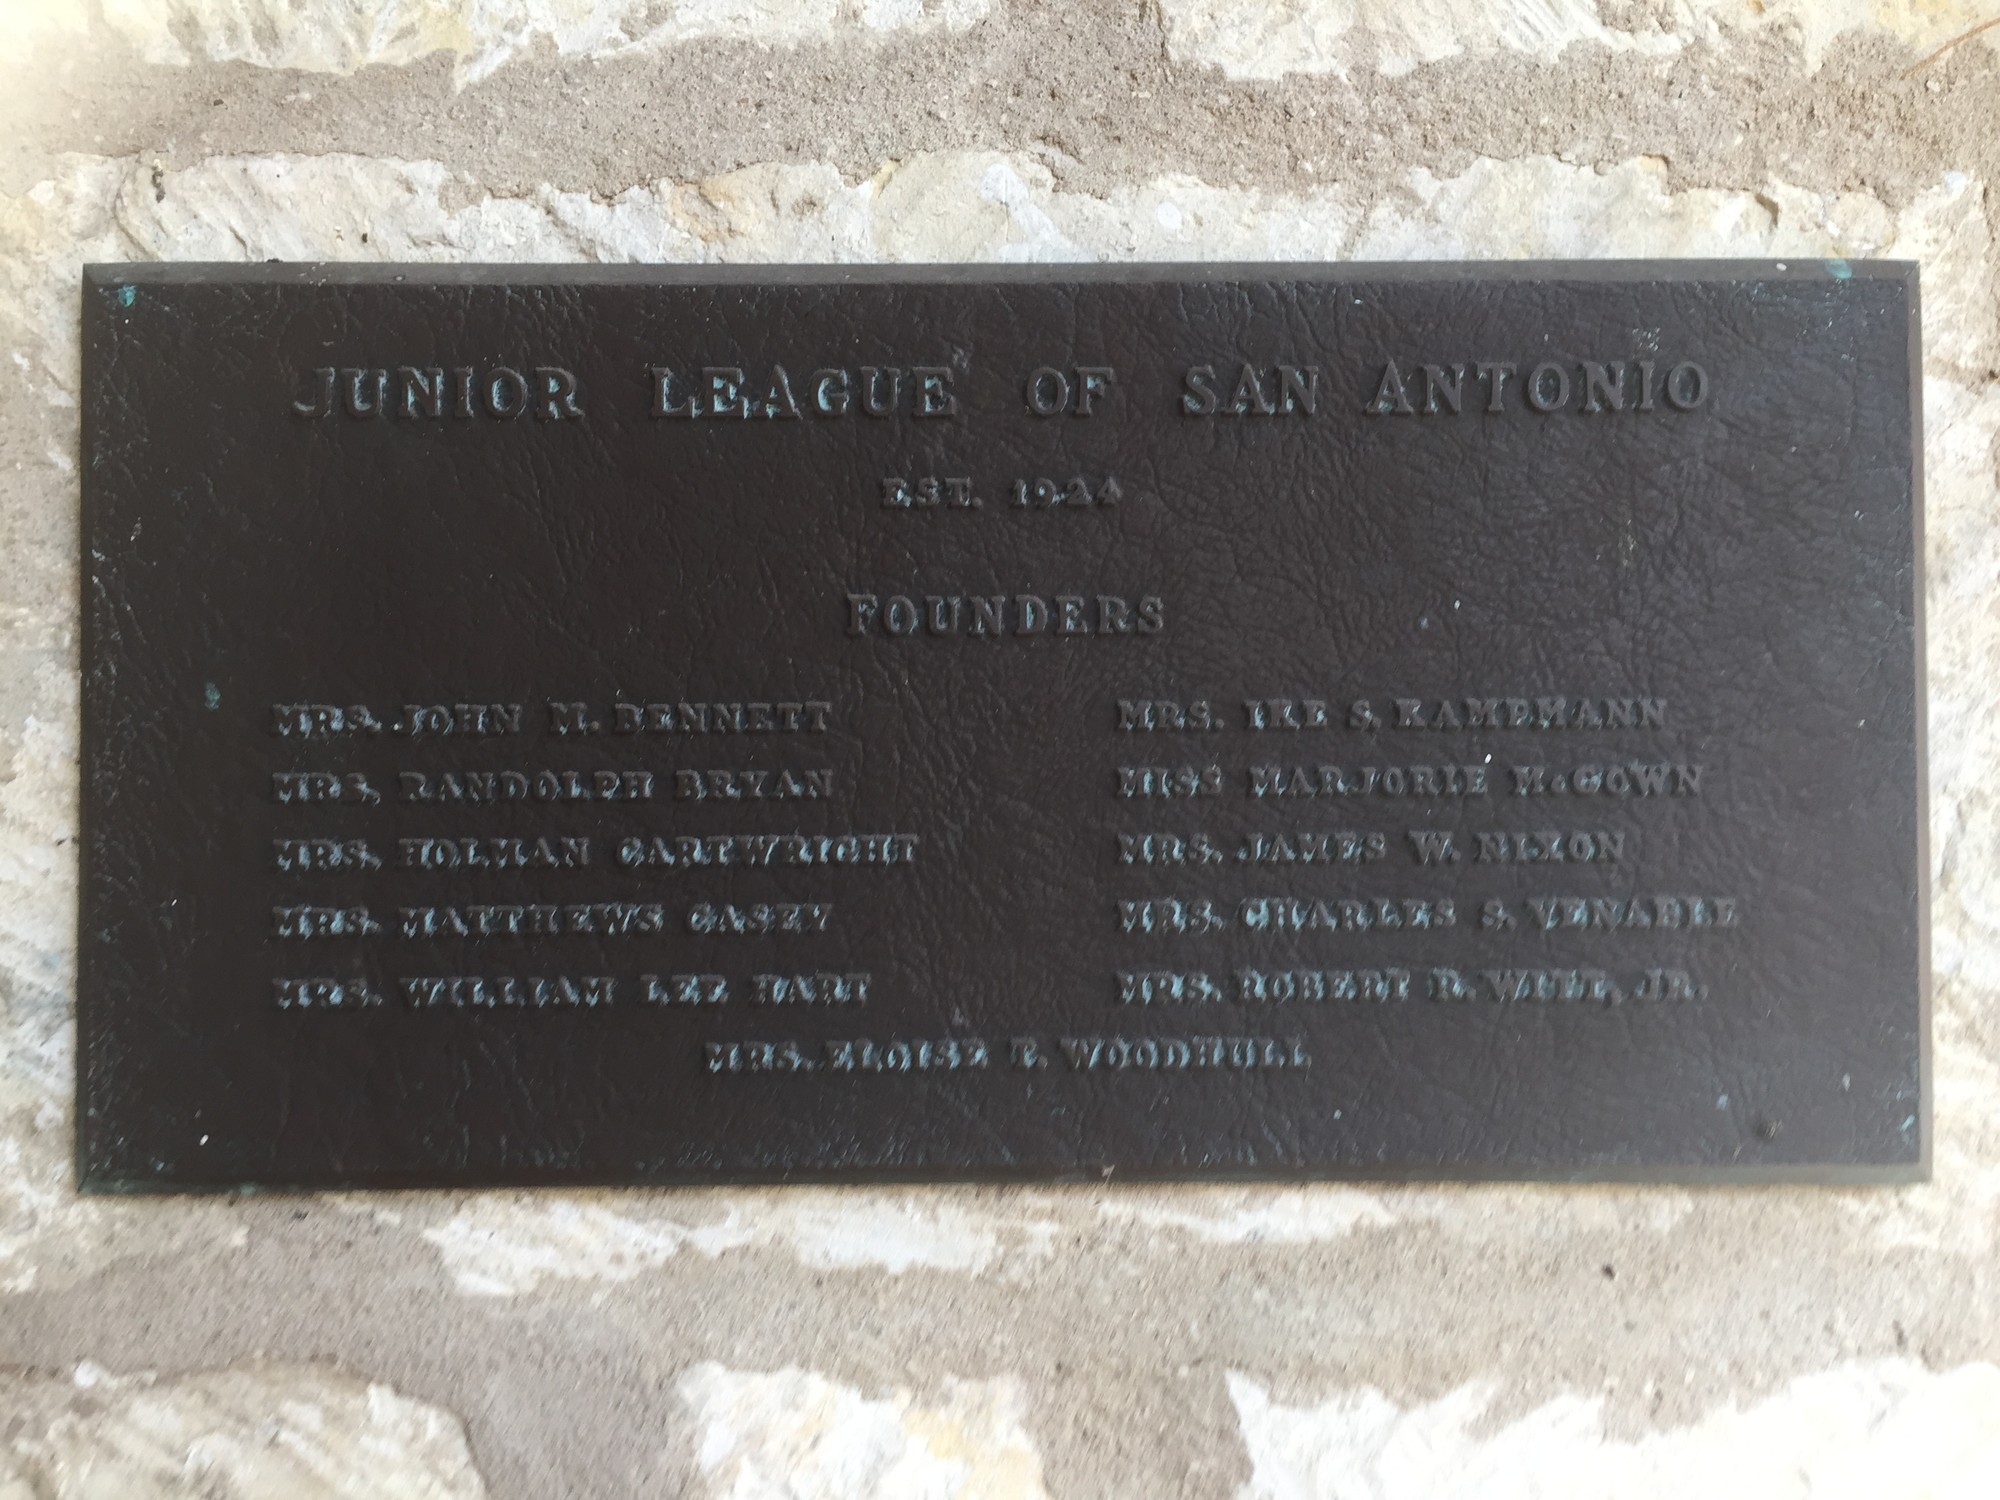 JUNIOR LEAGUE OF SAN ANTONIO
EST. 1924
FOUNDERS
MRS. JOHN M. BENNETT
MRS. IKE S. KAMPMANN
MRS. RANDOLPH BRYAN
MISS MARJORIE McGOWN
MRS. HOLMAN CARTWRIGHT
MRS. JAMES W. NIXON
MRS. MATTHEWS CASEY
MRS. CHARLES S. VENABLE
MRS. WILLIAM LEE HART
MRS. ROBERT R. WITT, JR.
MRS. ELOISE T. WOODHULL